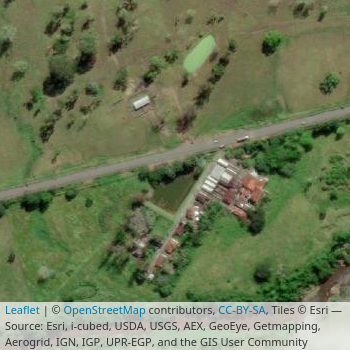 Leaflet | © OpenStreetMap contributors, CC-BY-SA, Tiles © Esri —
Source: Esri, i-cubed, USDA, USGS, AEX, GeoEye, Getmapping,
Aerogrid, IGN, IGP, UPR-EGP, and the GIS User Community